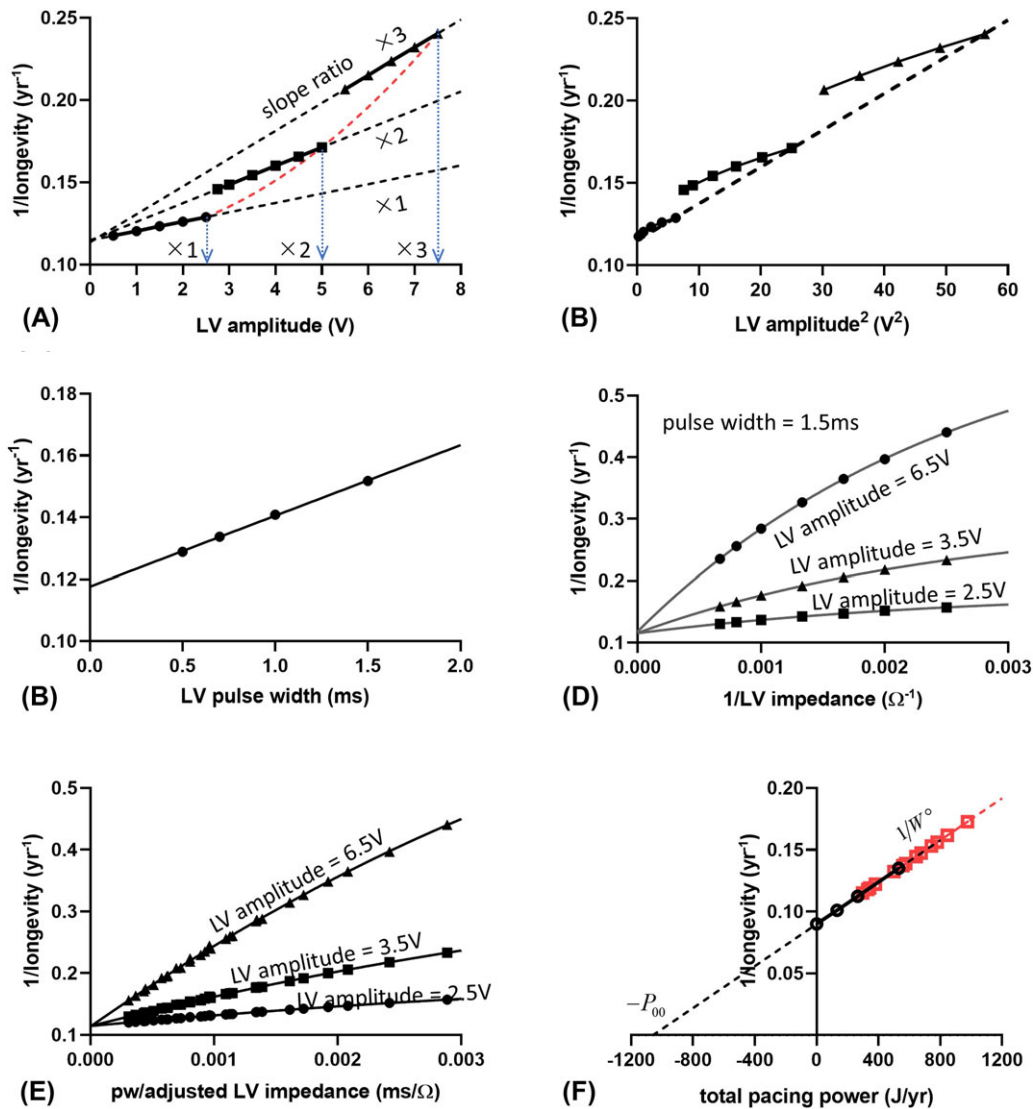 0.25
0.20
0.15
0.10
1/longevity (yr⁻¹)
slope ratio
×3
×2
×1
×1
×2
×3
0 1 2 3 4 5 6 7 8
LV amplitude (V)
(A)
0.25
0.20
0.15
0.10
1/longevity (yr⁻¹)
0 10 20 30 40 50 60
LV amplitude² (V²)
(B)
0.18
0.16
0.14
0.12
0.10
1/longevity (yr⁻¹)
0.0 0.5 1.0 1.5 2.0
LV pulse width (ms)
(B)
0.5
0.4
0.3
0.2
0.1
1/longevity (yr⁻¹)
pulse width = 1.5ms
LV amplitude = 6.5V
LV amplitude = 3.5V
LV amplitude = 2.5V
0.000 0.001 0.002 0.003
1/LV impedance (Ω⁻¹)
(D)
0.5
0.4
0.3
0.2
0.1
1/longevity (yr⁻¹)
LV amplitude = 6.5V
LV amplitude = 3.5V
LV amplitude = 2.5V
0.000 0.001 0.002 0.003
pw/adjusted LV impedance (ms/Ω)
(E)
0.20
0.15
0.10
0.05
1/longevity (yr⁻¹)
1/W°
−P₀₀
-1200 -800 -400 0 400 800 1200
total pacing power (J/yr)
(F)